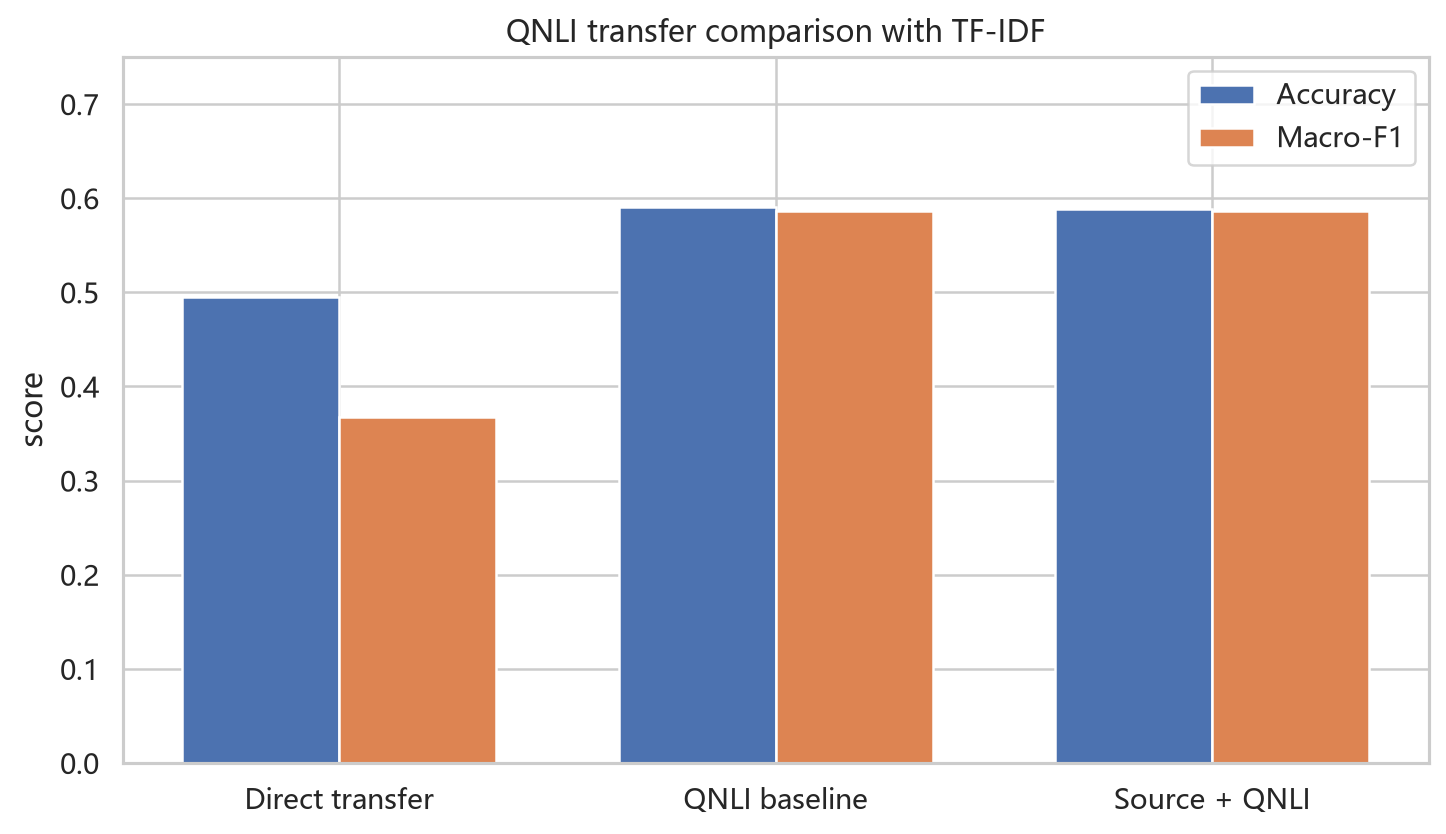 QNLI transfer comparison with TF-IDF
Accuracy
Macro-F1
score
0.7
0.6
0.5
0.4
0.3
0.2
0.1
0.0
Direct transfer
QNLI baseline
Source + QNLI